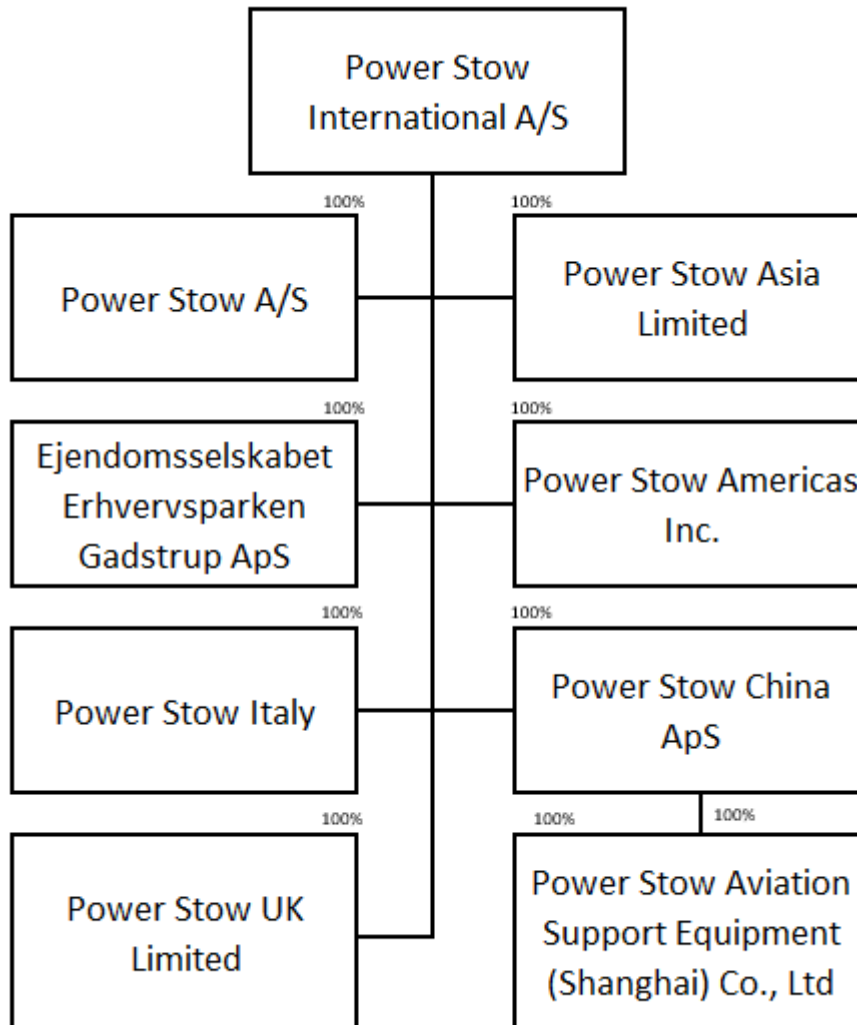 Power Stow
International A/S
100%
100%
Power Stow A/S
Power Stow Asia
Limited
100%
100%
Ejendomsselskabet
Erhvervsparken
Gadstrup ApS
Power Stow Americas
Inc.
100%
100%
Power Stow Italy
Power Stow China
ApS
100%
100%
100%
Power Stow UK
Limited
Power Stow Aviation
Support Equipment
(Shanghai) Co., Ltd